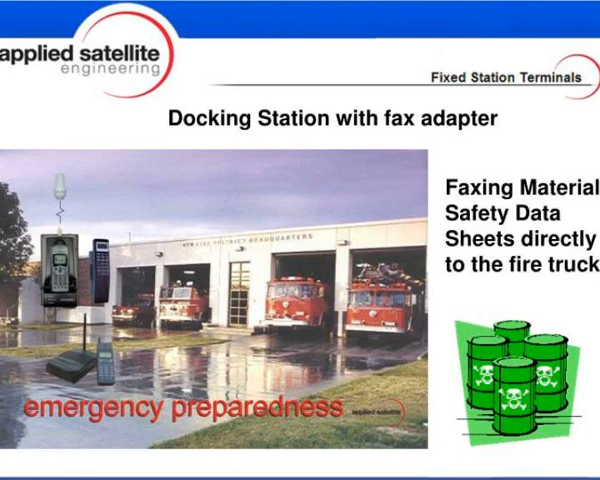 applied satellite
engineering
Fixed Station Terminals
Docking Station with fax adapter
Faxing Material
Safety Data
Sheets directly
to the fire truck
FIRE DISTRICT HEADQUARTERS
emergency preparedness
applied satellite